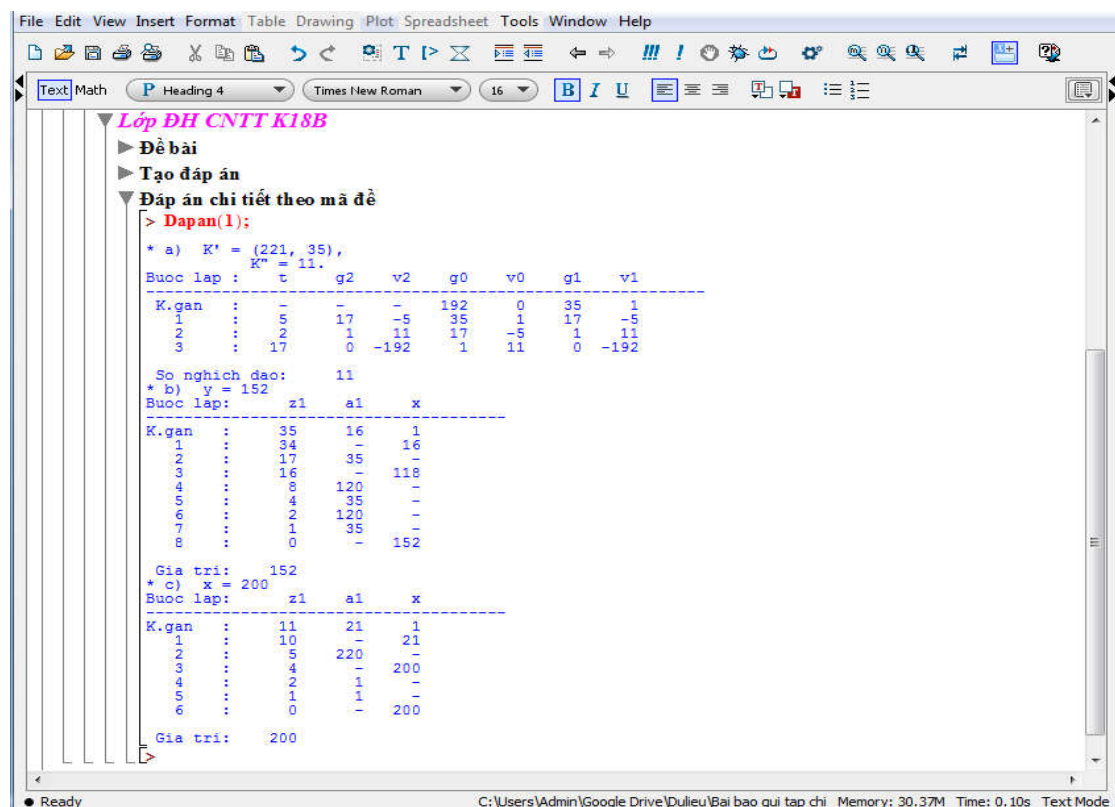 File Edit View Insert Format Table Drawing Plot Spreadsheet Tools Window Help
Text Math P Heading 4 Times New Roman 16 B I U
Lớp ĐH CNTT K18B
Đề bài
Tạo đáp án
Đáp án chi tiết theo mã đề
> Dapan(1);
* a) K' = (221, 35),
K" = 11.
Buoc lap : t g2 v2 g0 v0 g1 v1
K.gan : - - - 192 0 35 1
1 : 5 17 -5 35 1 17 -5
2 : 2 1 11 17 -5 1 11
3 : 17 0 -192 1 11 0 -192
So nghich dao: 11
* b) y = 152
Buoc lap: z1 a1 x
K.gan : 35 16 1
1 : 34 - 16
2 : 17 35 -
3 : 16 - 118
4 : 8 120 -
5 : 4 35 -
6 : 2 120 -
7 : 1 35 -
8 : 0 - 152
Gia tri: 152
* c) x = 200
Buoc lap: z1 a1 x
K.gan : 11 21 1
1 : 10 - 21
2 : 5 220 -
3 : 4 - 200
4 : 2 1 -
5 : 1 1 -
6 : 0 - 200
Gia tri: 200
>
Ready C:\Users\Admin\Google Drive\Dulieu\Bai bao gui tap chi Memory: 30.37M Time: 0.10s Text Mode